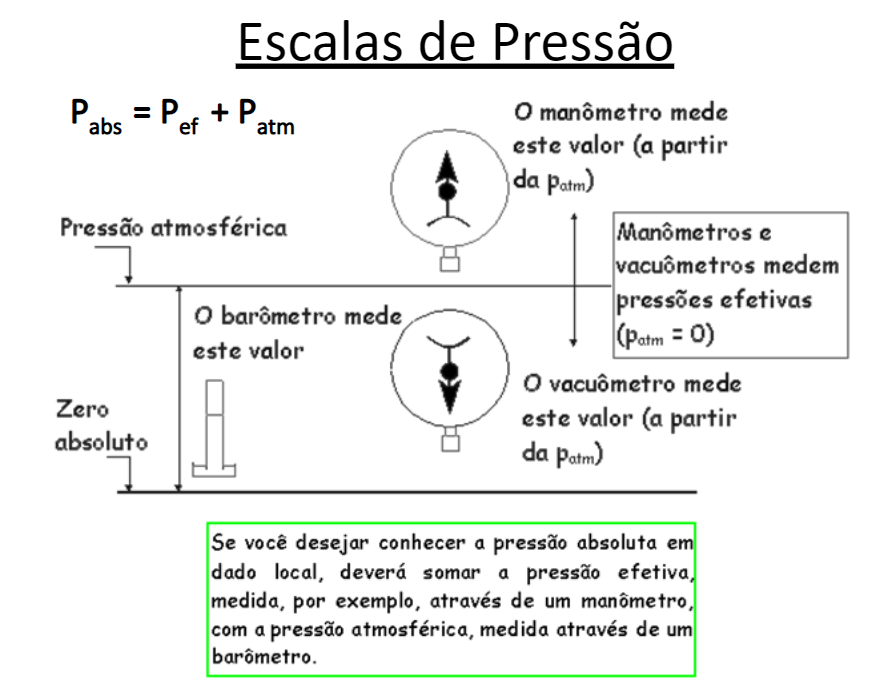 Escalas de Pressão
Pabs = Pef + Patm
O manômetro mede
este valor (a partir
da patm)
Pressão atmosférica
Manômetros e
vacuômetros medem
pressões efetivas
(patm = 0)
O barômetro mede
este valor
O vacuômetro mede
este valor (a partir
da patm)
Zero
absoluto
Se você desejar conhecer a pressão absoluta em
dado local, deverá somar a pressão efetiva,
medida, por exemplo, através de um manômetro,
com a pressão atmosférica, medida através de um
barômetro.